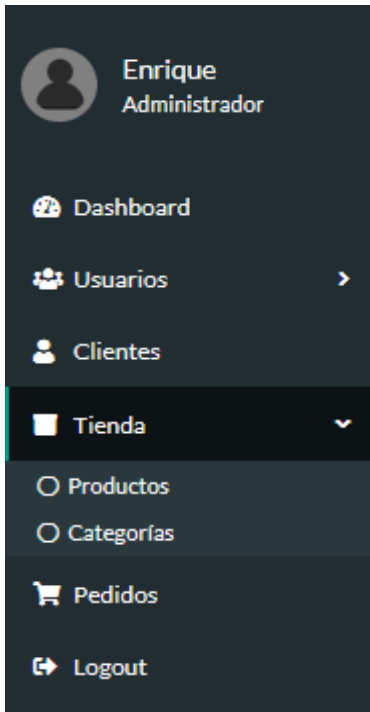 Enrique
Administrador
Dashboard
Usuarios
Clientes
Tienda
Productos
Categorías
Pedidos
Logout